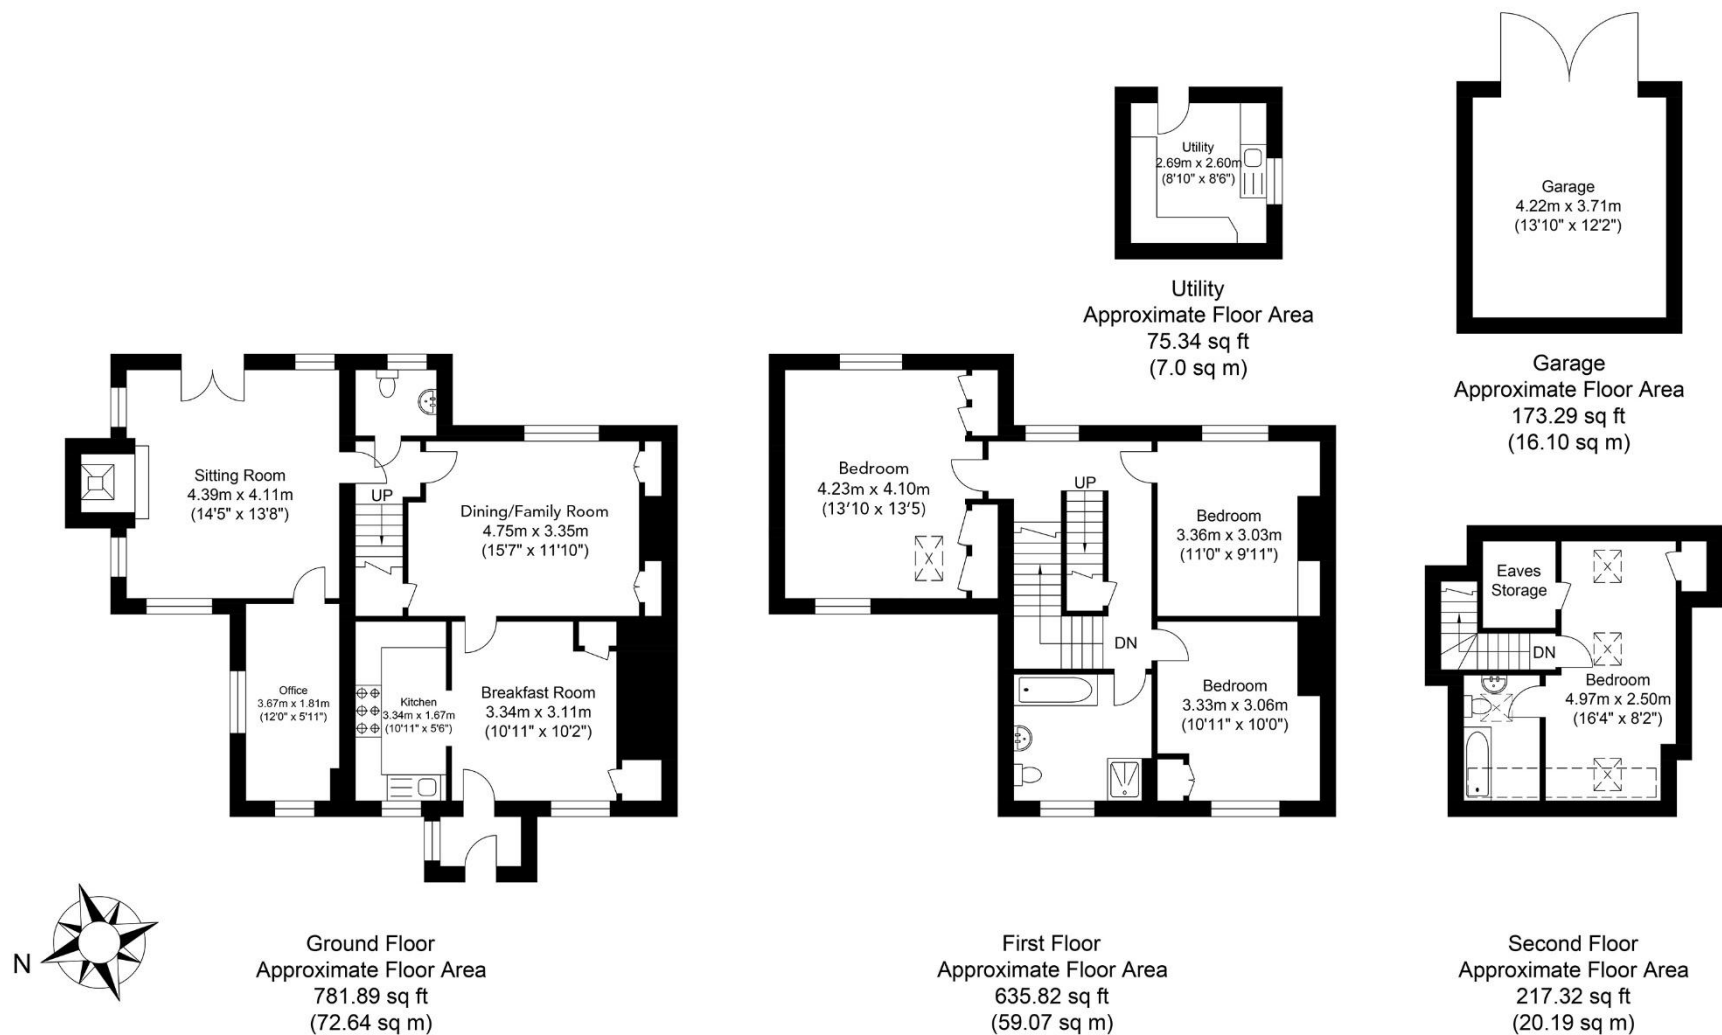 Utility
2.69m x 2.60m
(8'10" x 8'6")
Utility
Approximate Floor Area
75.34 sq ft
(7.0 sq m)
Garage
4.22m x 3.71m
(13'10" x 12'2")
Garage
Approximate Floor Area
173.29 sq ft
(16.10 sq m)
Sitting Room
4.39m x 4.11m
(14'5" x 13'8")
UP
Dining/Family Room
4.75m x 3.35m
(15'7" x 11'10")
Office
3.67m x 1.81m
(12'0" x 5'11")
Kitchen
3.34m x 1.67m
(10'11" x 5'6")
Breakfast Room
3.34m x 3.11m
(10'11" x 10'2")
N
Ground Floor
Approximate Floor Area
781.89 sq ft
(72.64 sq m)
Bedroom
4.23m x 4.10m
(13'10 x 13'5)
UP
Bedroom
3.36m x 3.03m
(11'0" x 9'11")
DN
Bedroom
3.33m x 3.06m
(10'11" x 10'0")
First Floor
Approximate Floor Area
635.82 sq ft
(59.07 sq m)
Eaves
Storage
DN
Bedroom
4.97m x 2.50m
(16'4" x 8'2")
Second Floor
Approximate Floor Area
217.32 sq ft
(20.19 sq m)